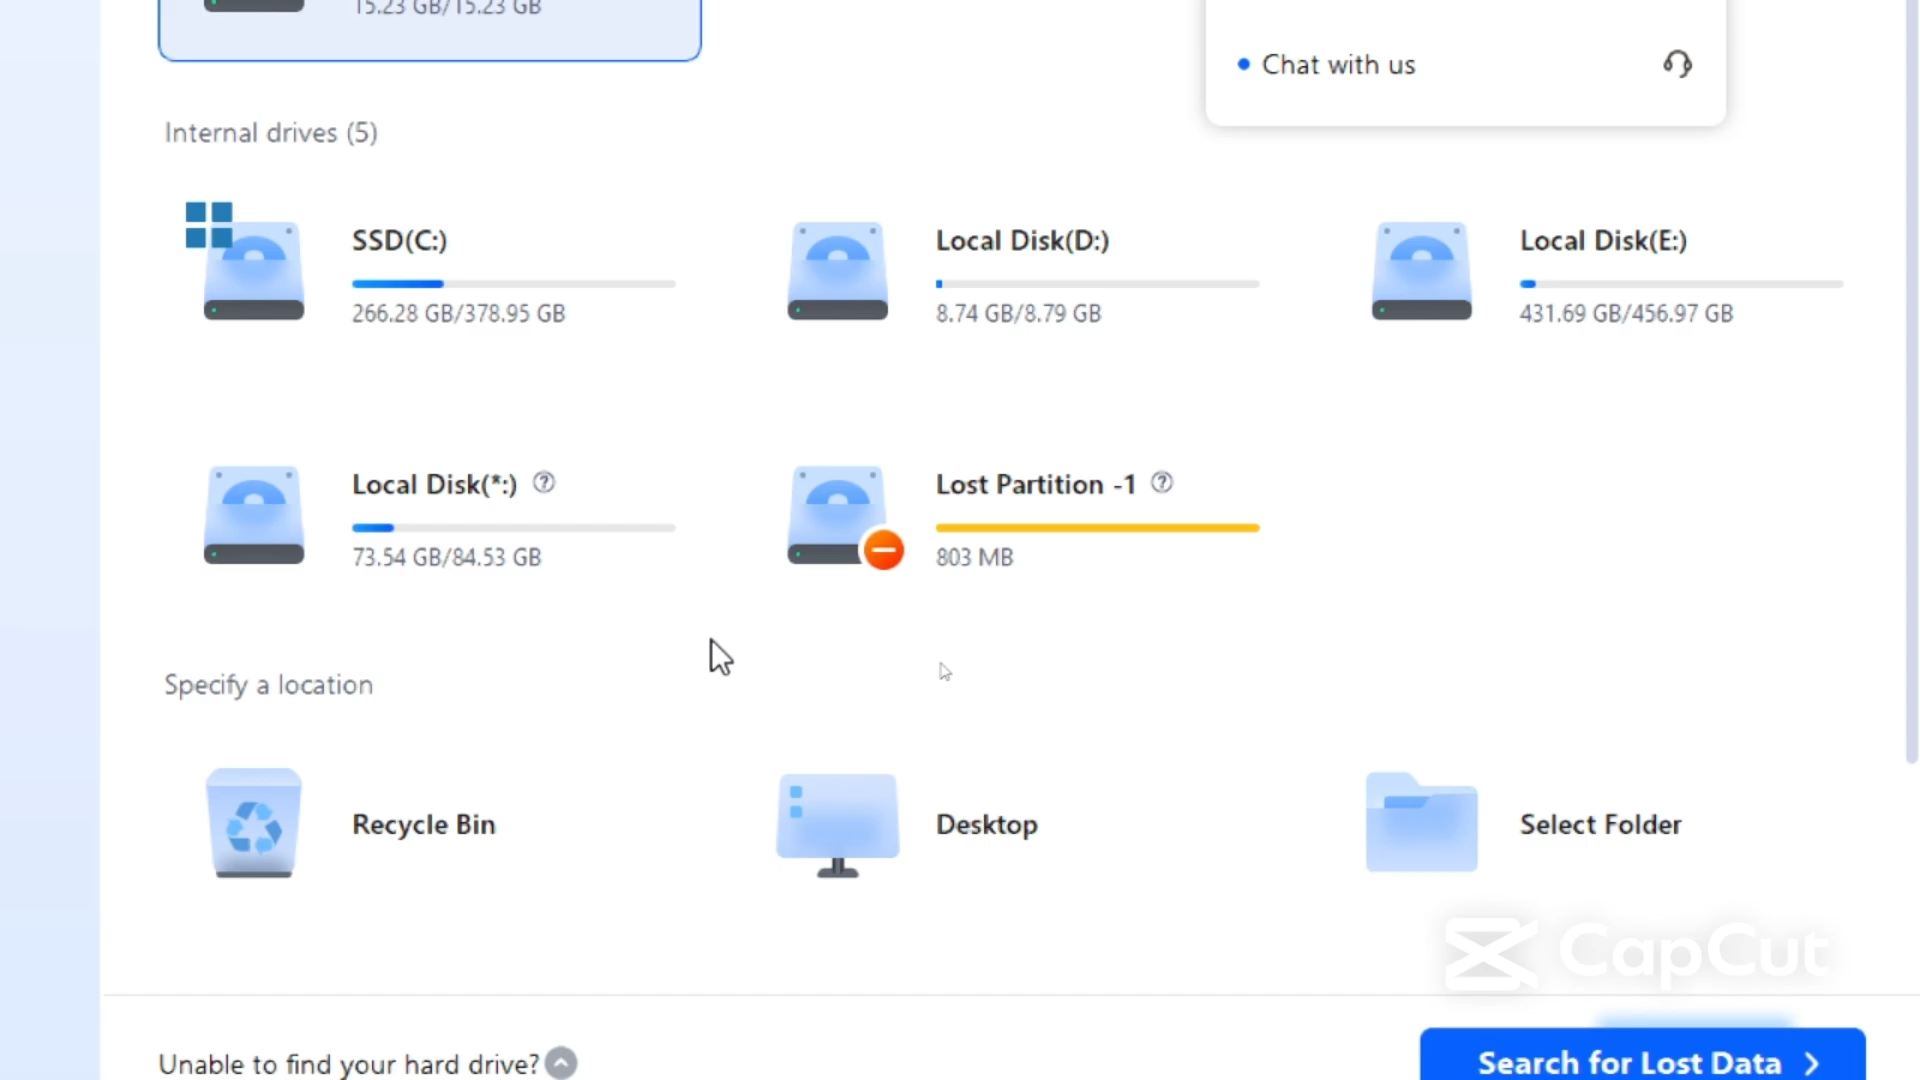 15.23 GB/15.23 GB
Chat with us
Internal drives (5)
SSD(C:)
266.28 GB/378.95 GB
Local Disk(D:)
8.74 GB/8.79 GB
Local Disk(E:)
431.69 GB/456.97 GB
Local Disk(*:) ?
73.54 GB/84.53 GB
Lost Partition -1 ?
803 MB
Specify a location
Recycle Bin
Desktop
Select Folder
CapCut
Unable to find your hard drive?
Search for Lost Data